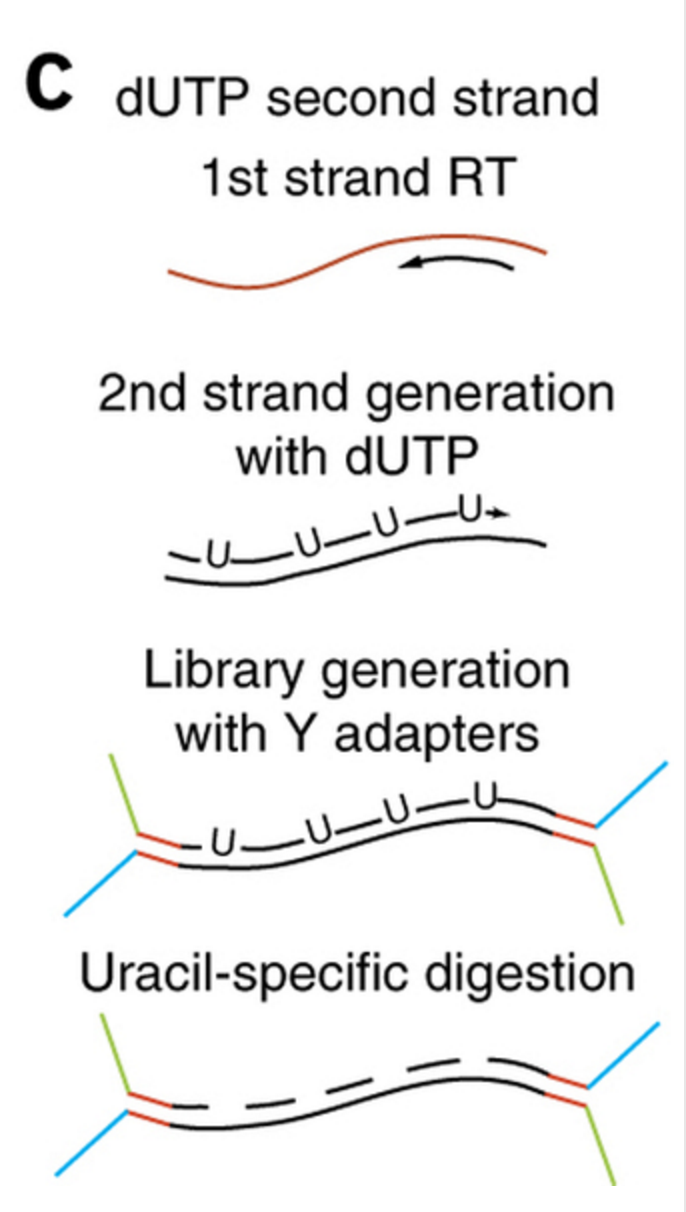 C dUTP second strand
1st strand RT
2nd strand generation
with dUTP
U U U U
Library generation
with Y adapters
U U U U
Uracil-specific digestion